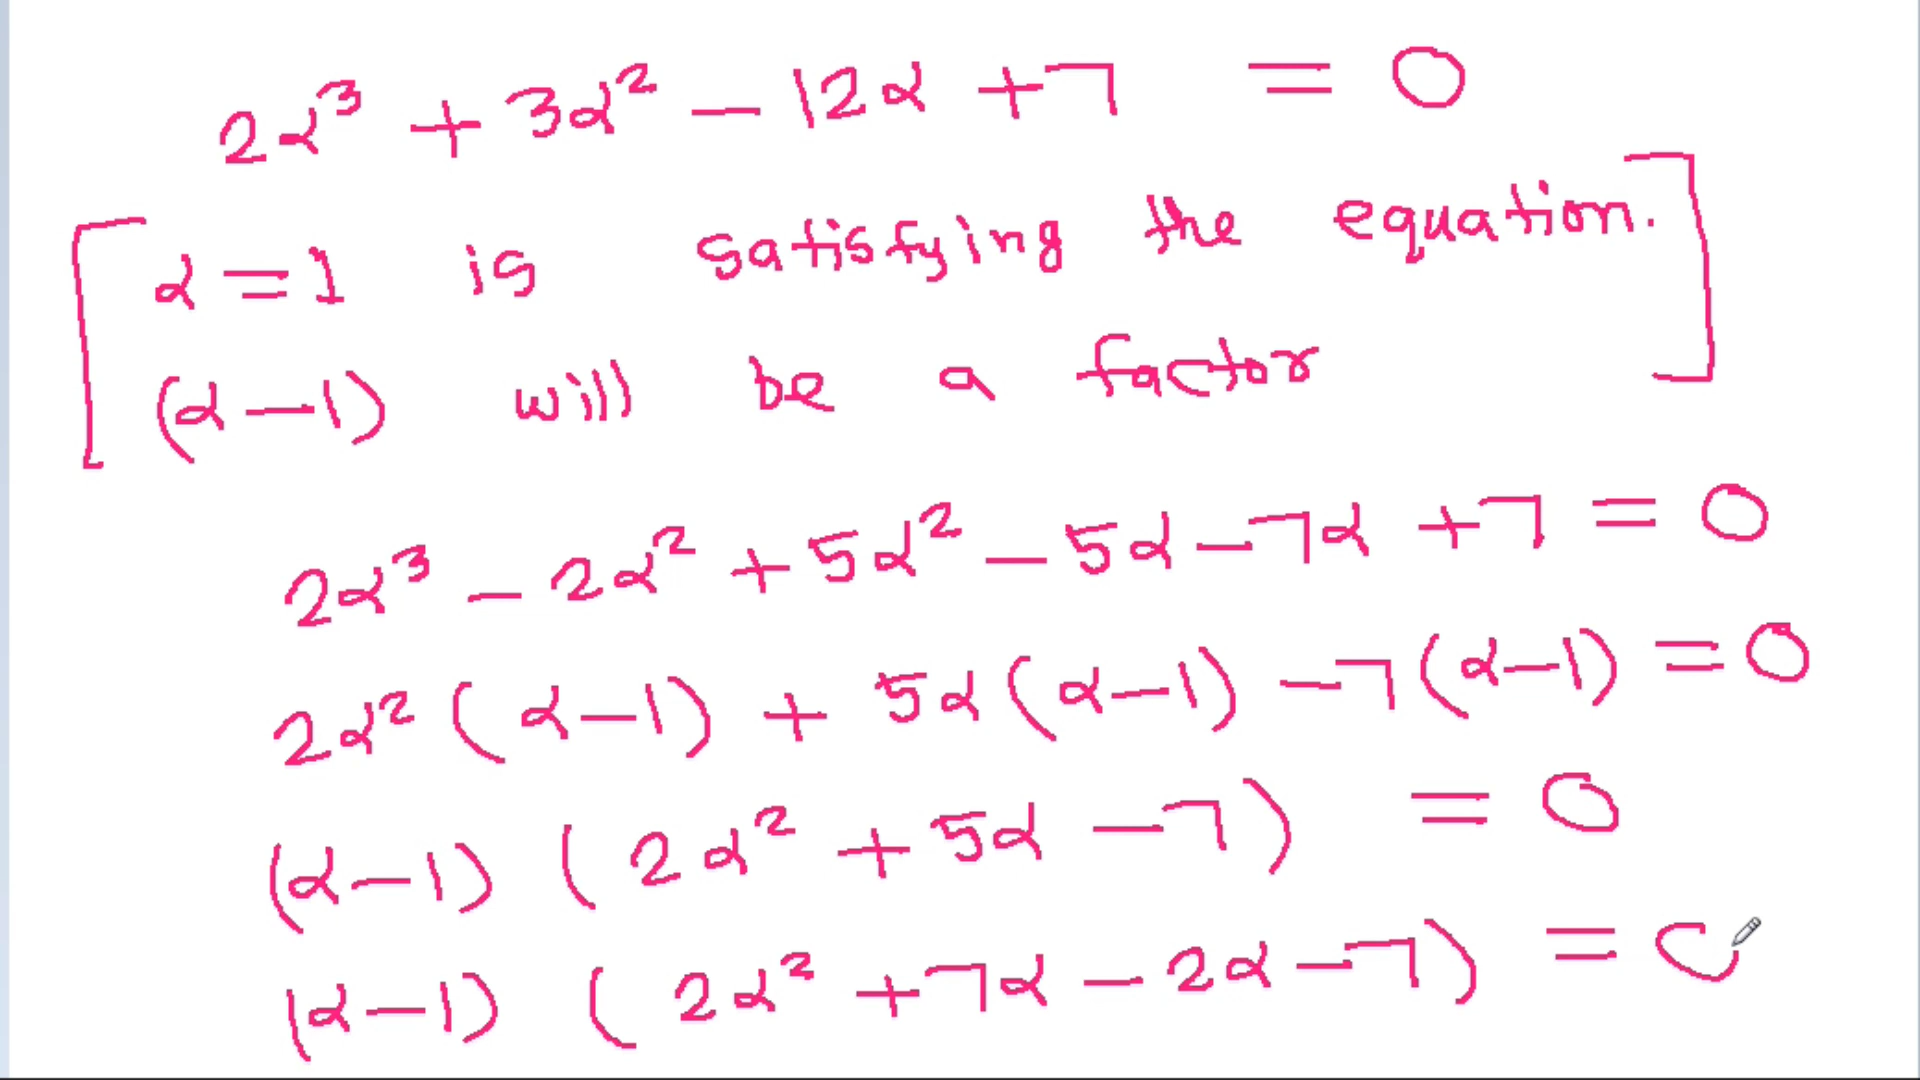 2α³ + 3α² - 12α + 7 = 0
[α = 1 is satisfying the equation.
(α - 1) will be a factor]
2α³ - 2α² + 5α² - 5α - 7α + 7 = 0
2α² (α - 1) + 5α (α - 1) - 7 (α - 1) = 0
(α - 1) (2α² + 5α - 7) = 0
(α - 1) (2α² + 7α - 2α - 7) = 0